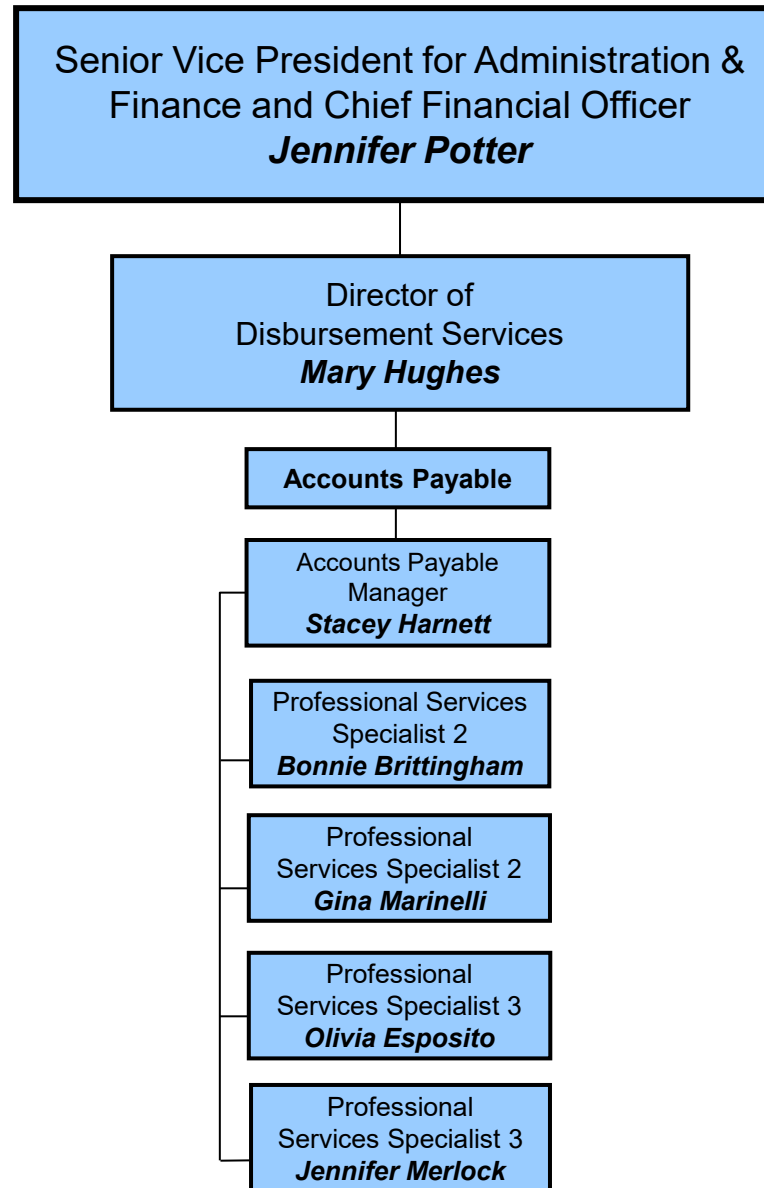 Senior Vice President for Administration &
Finance and Chief Financial Officer
Jennifer Potter
Director of
Disbursement Services
Mary Hughes
Accounts Payable
Accounts Payable
Manager
Stacey Harnett
Professional Services
Specialist 2
Bonnie Brittingham
Professional
Services Specialist 2
Gina Marinelli
Professional
Services Specialist 3
Olivia Esposito
Professional
Services Specialist 3
Jennifer Merlock